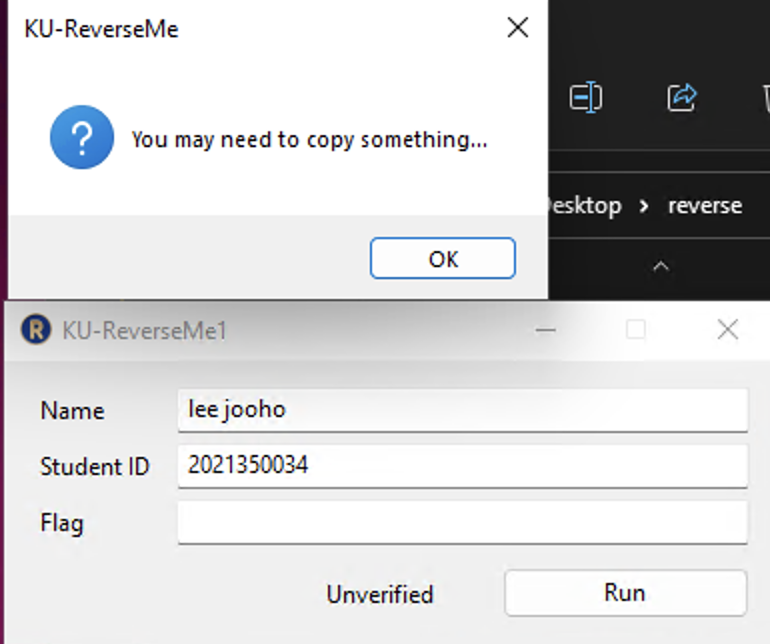 KU-ReverseMe
You may need to copy something...
OK
esktop > reverse
KU-ReverseMe1
Name lee jooho
Student ID 2021350034
Flag
Unverified Run